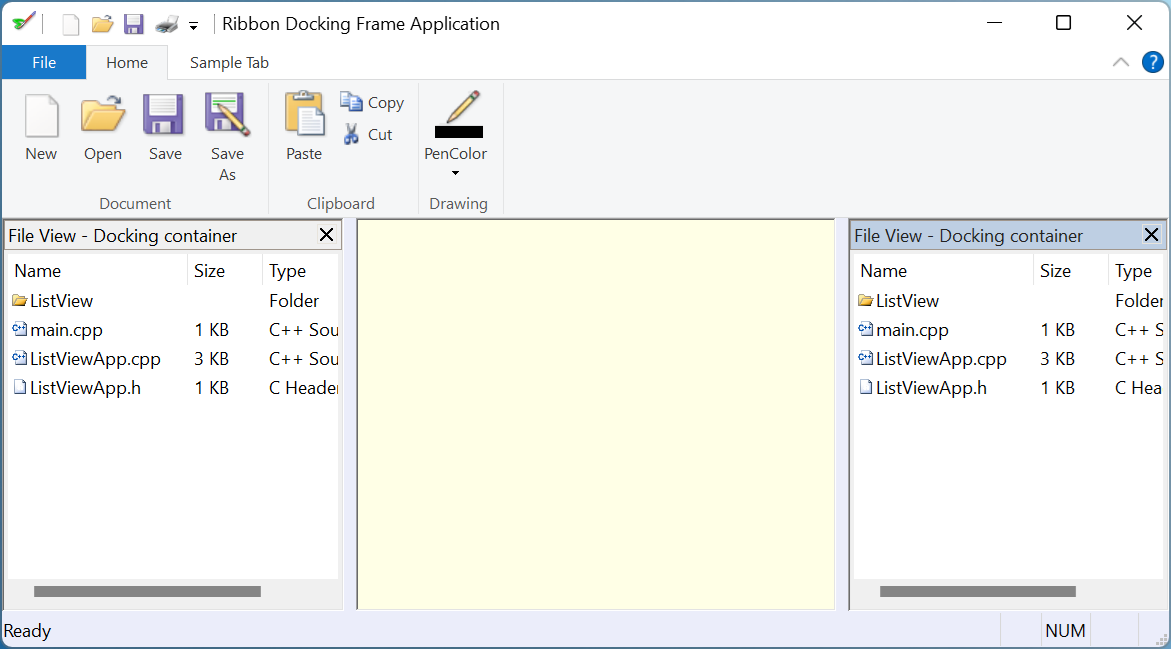 Ribbon Docking Frame Application
File Home Sample Tab ?
New Open Save Save As Paste Copy Cut PenColor
Document Clipboard Drawing
File View - Docking container
Name Size Type
ListView Folder
main.cpp 1 KB C++ Sou
ListViewApp.cpp 3 KB C++ Sou
ListViewApp.h 1 KB C Header
File View - Docking container
Name Size Type
ListView Folder
main.cpp 1 KB C++ S
ListViewApp.cpp 3 KB C++ S
ListViewApp.h 1 KB C Hea
Ready NUM